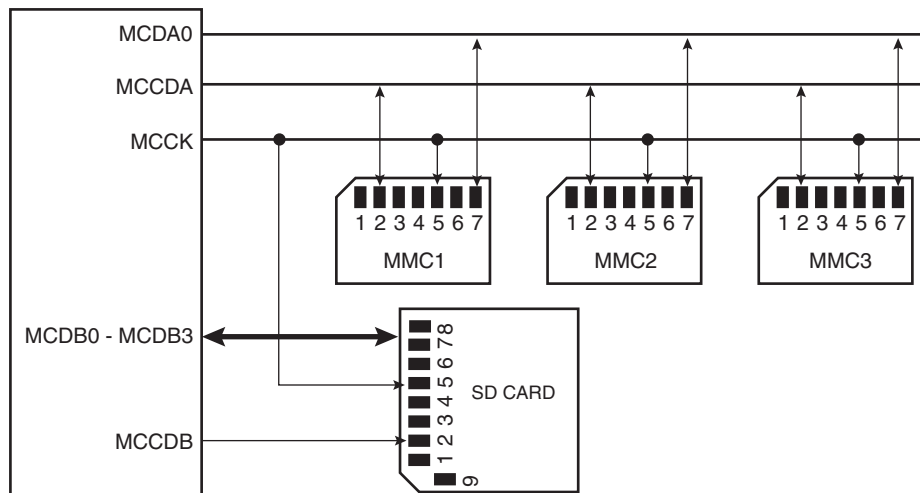 MCDA0
MCCDA
MCCK
1 2 3 4 5 6 7
MMC1
1 2 3 4 5 6 7
MMC2
1 2 3 4 5 6 7
MMC3
MCDB0 - MCDB3
1 2 3 4 5 6 7 8
9
SD CARD
MCCDB